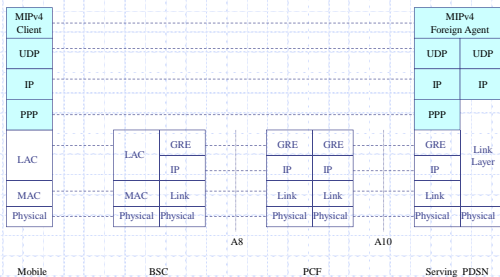 MIPv4
Client
MIPv4
Foreign Agent
UDP
UDP
UDP
IP
IP
IP
PPP
PPP
LAC
LAC
GRE
GRE
GRE
GRE
Link
Layer
IP
IP
IP
IP
MAC
MAC
Link
Link
Link
Link
Physical
Physical
Physical
Physical
Physical
Physical
Physical
A8
A10
Mobile
BSC
PCF
Serving PDSN